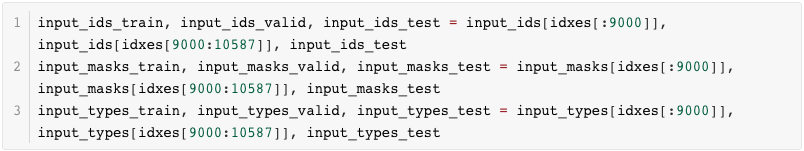 1 input_ids_train, input_ids_valid, input_ids_test = input_ids[idxes[:9000]],
input_ids[idxes[9000:10587]], input_ids_test
2 input_masks_train, input_masks_valid, input_masks_test = input_masks[idxes[:9000]],
input_masks[idxes[9000:10587]], input_masks_test
3 input_types_train, input_types_valid, input_types_test = input_types[idxes[:9000]],
input_types[idxes[9000:10587]], input_types_test